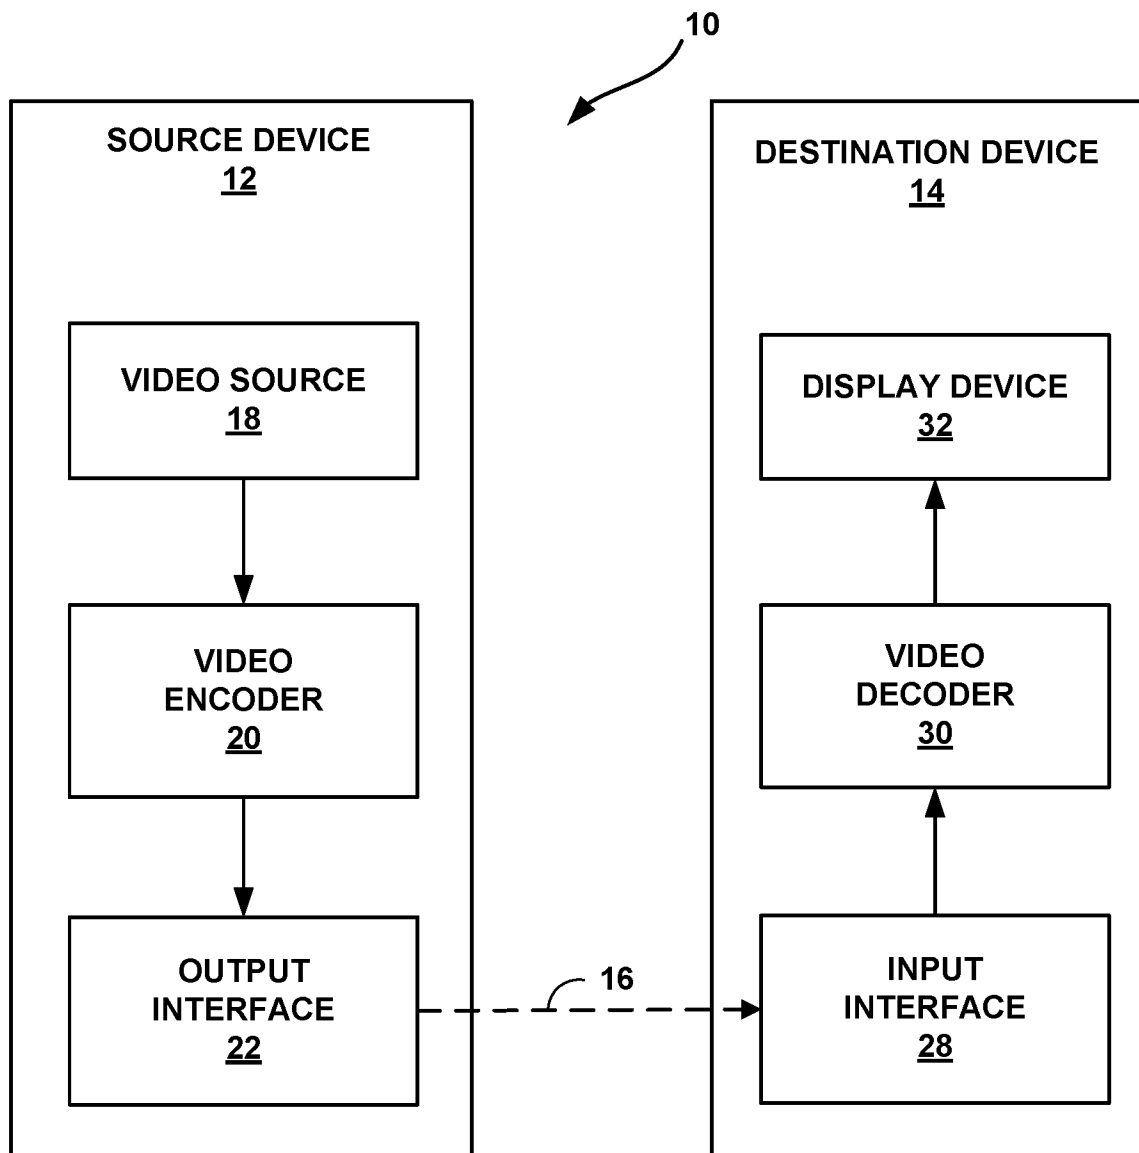 10
SOURCE DEVICE
12
VIDEO SOURCE
18
VIDEO
ENCODER
20
OUTPUT
INTERFACE
22
16
DESTINATION DEVICE
14
DISPLAY DEVICE
32
VIDEO
DECODER
30
INPUT
INTERFACE
28